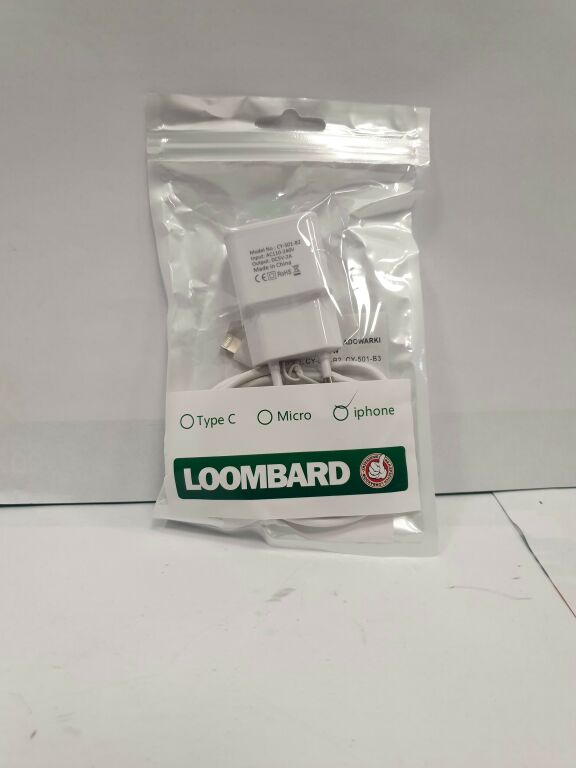 Model No.: CY-501-B2
Input: AC110-240V
Output: DC5V-2A
Made in China
CE RoHS
ADOWARKI
CY-501-B3
Type C
Micro
iphone
LOOMBARD